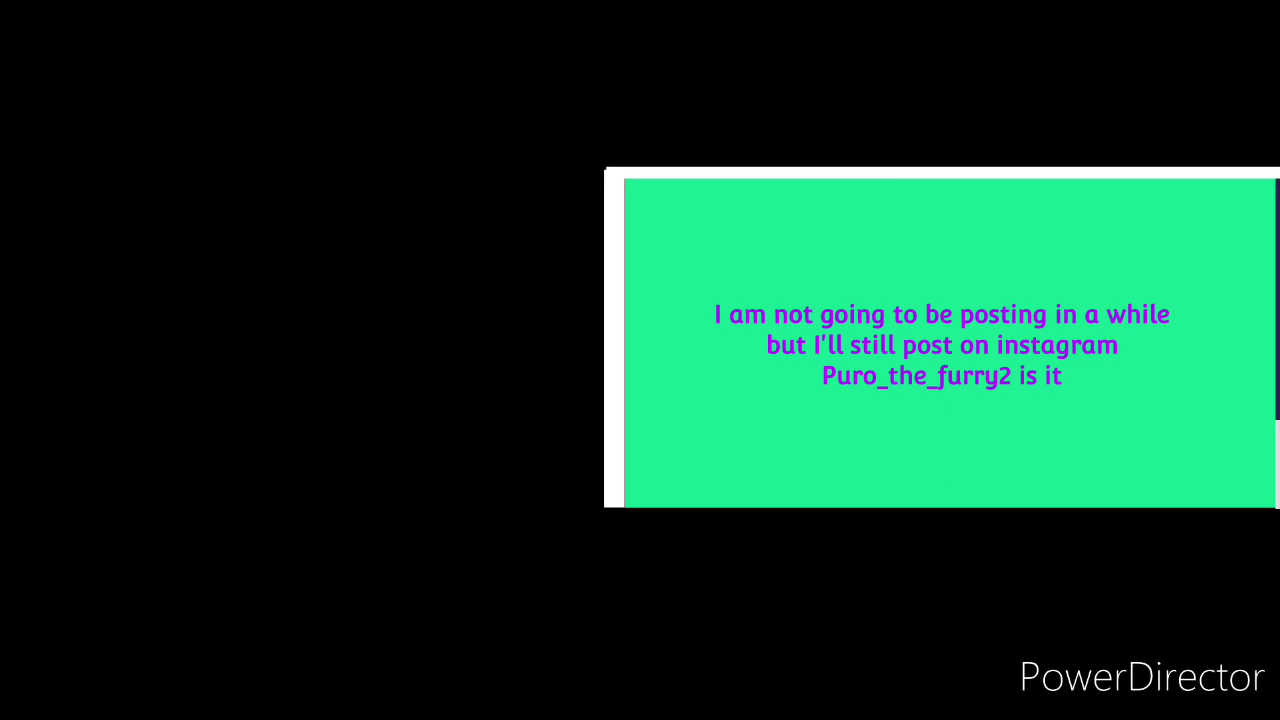 I am not going to be posting in a while
but I'll still post on instagram
Puro_the_furry2 is it
PowerDirector